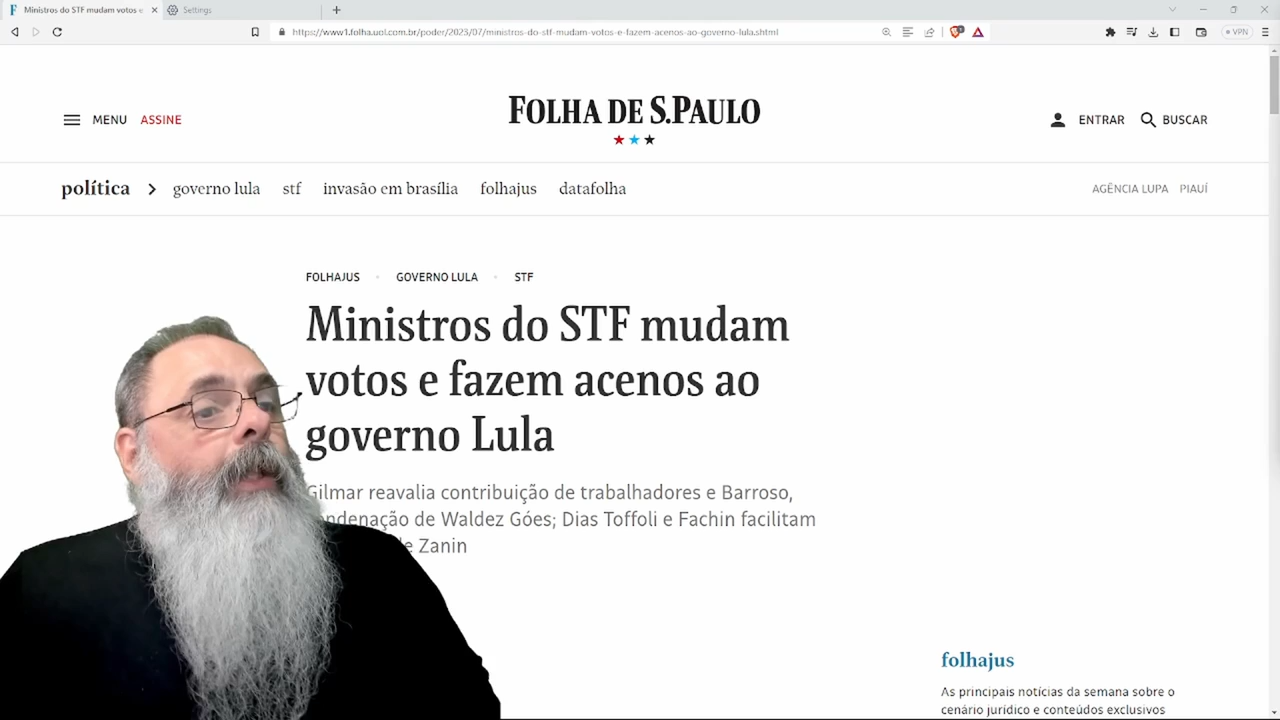 Ministros do STF mudam votos e
Settings
https://www1.folha.uol.com.br/poder/2023/07/ministros-do-stf-mudam-votos-e-fazem-acenos-ao-governo-lula.shtml
VPN
MENU
ASSINE
FOLHA DE S.PAULO
ENTRAR
BUSCAR
política
governo lula
stf
invasão em brasília
folhajus
datafolha
AGÊNCIA LUPA
PIAUÍ
FOLHAJUS
GOVERNO LULA
STF
Ministros do STF mudam
votos e fazem acenos ao
governo Lula
Gilmar reavalia contribuição de trabalhadores e Barroso,
de Waldez Góes; Dias Toffoli e Fachin facilitam
Zanin
folhajus
As principais notícias da semana sobre o
cenário jurídico e conteúdos exclusivos